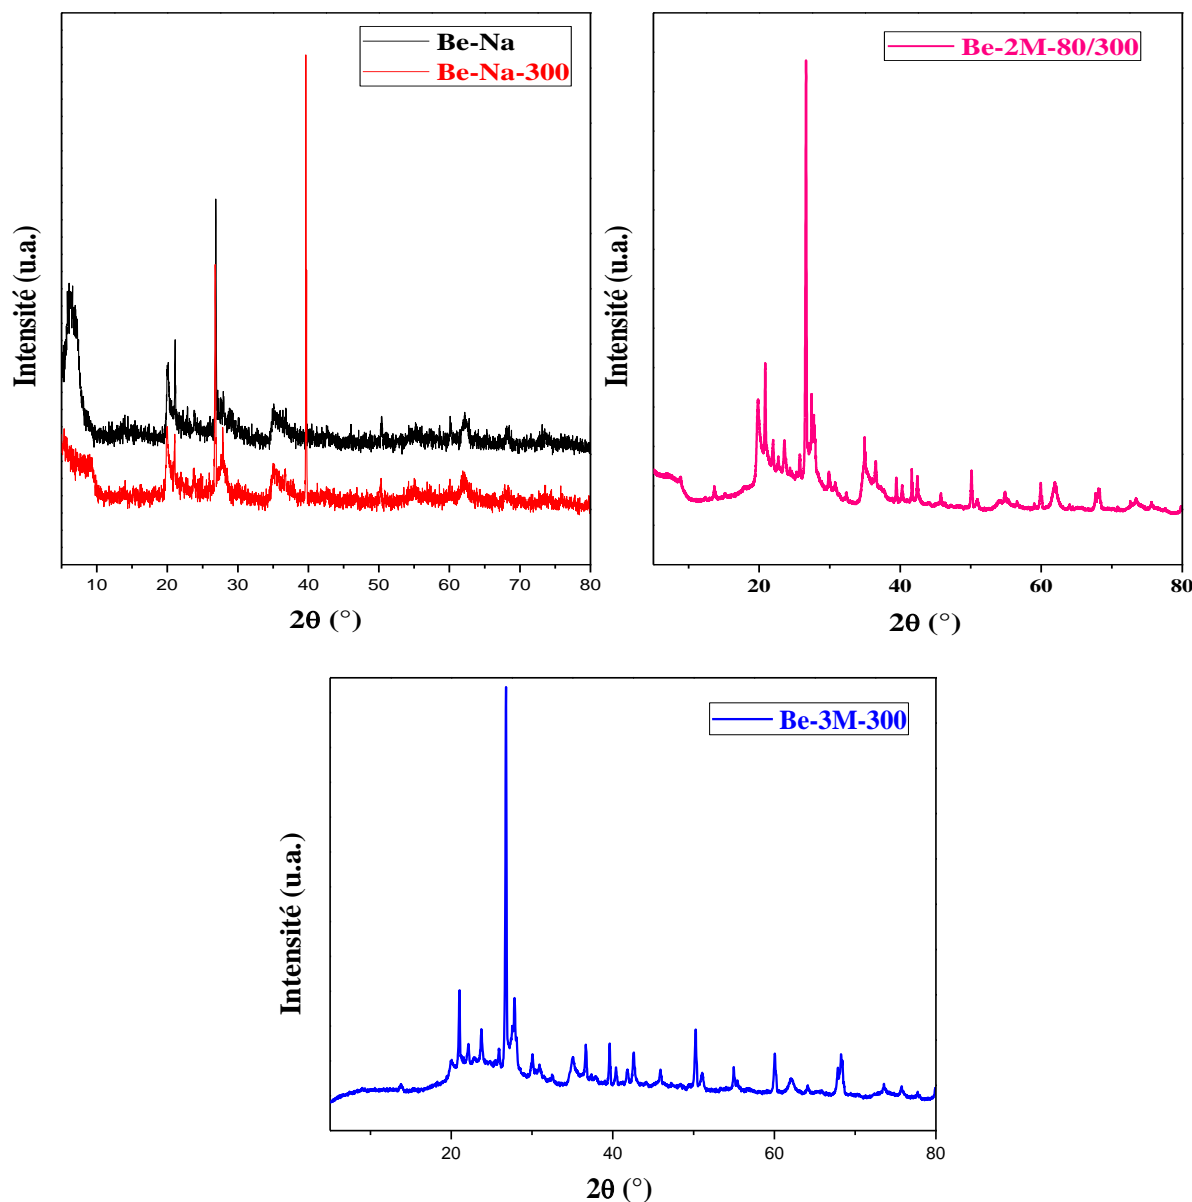 Be-Na
Be-Na-300
Intensité (u.a.)
10 20 30 40 50 60 70 80
2θ (°)
Be-2M-80/300
Intensité (u.a.)
20 40 60 80
2θ (°)
Be-3M-300
Intensité (u.a.)
20 40 60 80
2θ (°)